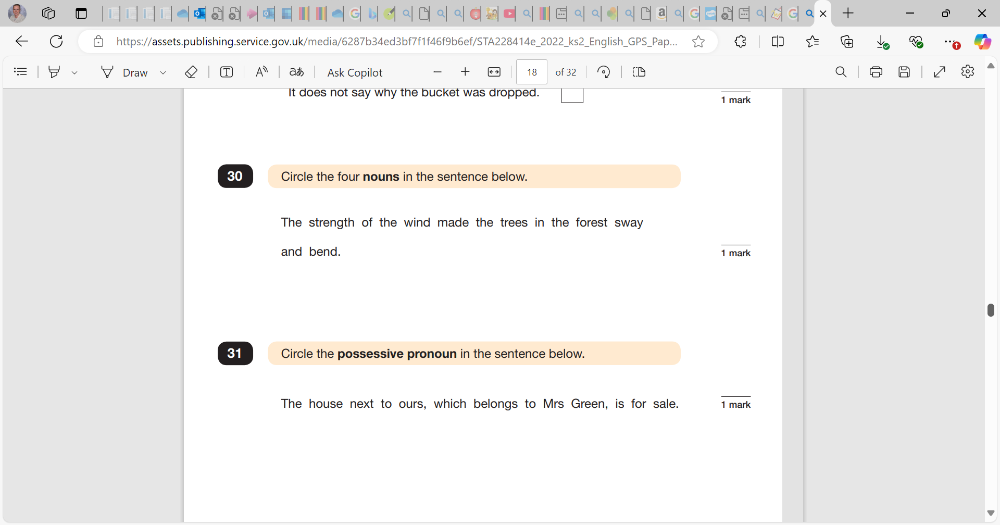 https://assets.publishing.service.gov.uk/media/6287b34ed3bf7f1f46f9b6ef/STA228414e_2022_ks2_English_GPS_Pap...
Draw
Ask Copilot
18 of 32
It does not say why the bucket was dropped.
1 mark
30 Circle the four nouns in the sentence below.
The strength of the wind made the trees in the forest sway
and bend.
1 mark
31 Circle the possessive pronoun in the sentence below.
The house next to ours, which belongs to Mrs Green, is for sale.
1 mark